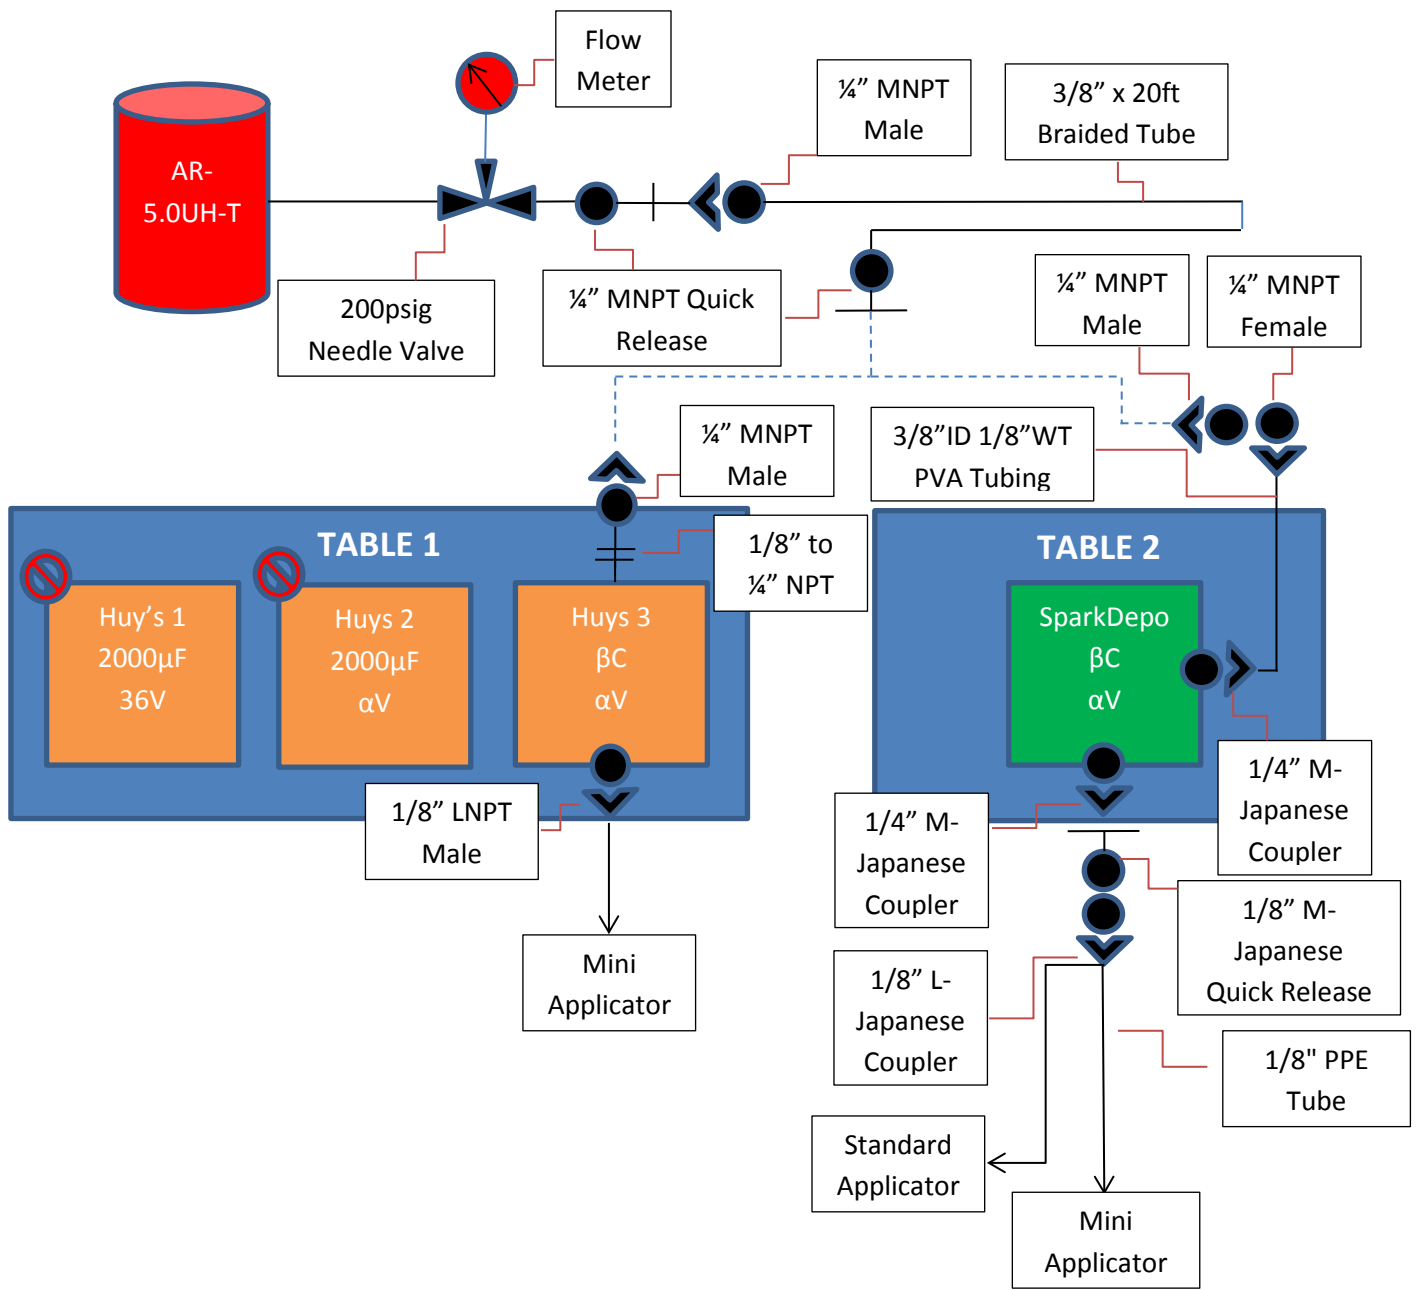 Flow
Meter
¼” MNPT
Male
3/8” x 20ft
Braided Tube
AR-
5.0UH-T
200psig
Needle Valve
¼” MNPT Quick
Release
¼” MNPT
Male
¼” MNPT
Female
¼” MNPT
Male
3/8”ID 1/8”WT
PVA Tubing
TABLE 1
1/8” to
¼” NPT
TABLE 2
Huy’s 1
2000µF
36V
Huys 2
2000µF
αV
Huys 3
βC
αV
SparkDepo
βC
αV
1/8” LNPT
Male
1/4” M-
Japanese
Coupler
1/4” M-
Japanese
Coupler
1/8” M-
Japanese
Quick Release
Mini
Applicator
1/8” L-
Japanese
Coupler
1/8" PPE
Tube
Standard
Applicator
Mini
Applicator